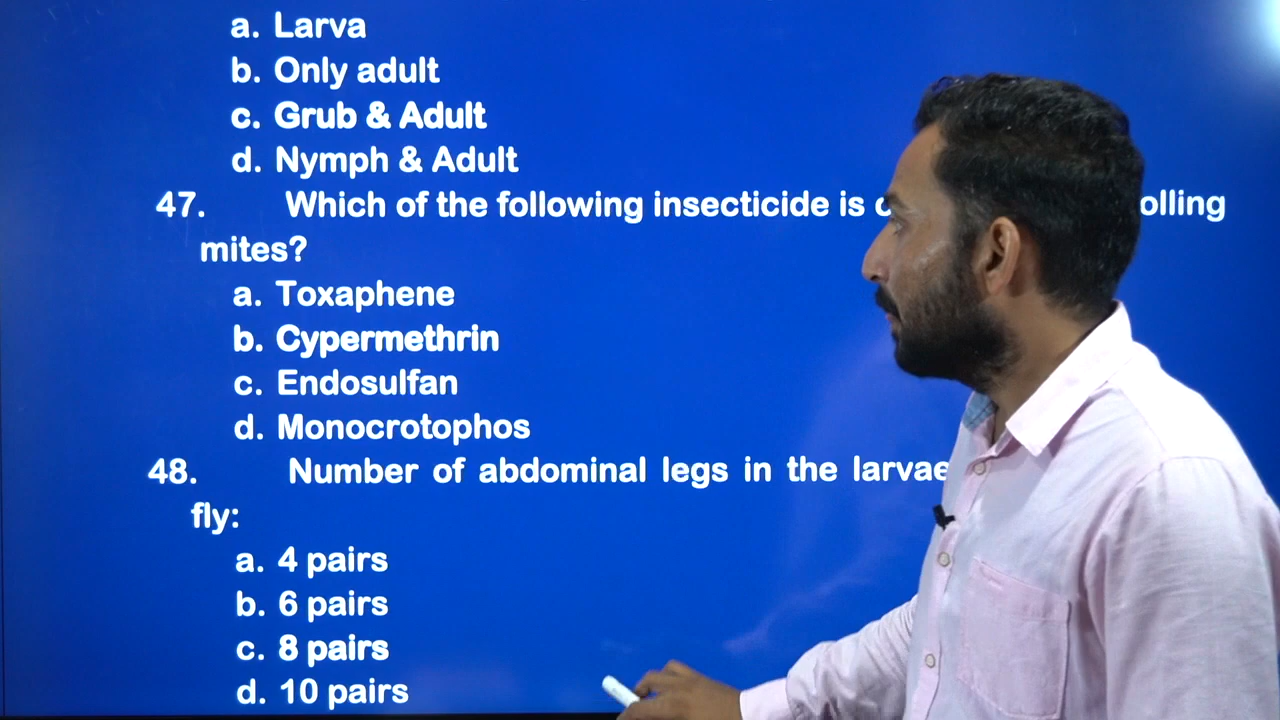 a. Larva
b. Only adult
c. Grub & Adult
d. Nymph & Adult
47. Which of the following insecticide is olling
mites?
a. Toxaphene
b. Cypermethrin
c. Endosulfan
d. Monocrotophos
48. Number of abdominal legs in the larvae
fly:
a. 4 pairs
b. 6 pairs
c. 8 pairs
d. 10 pairs